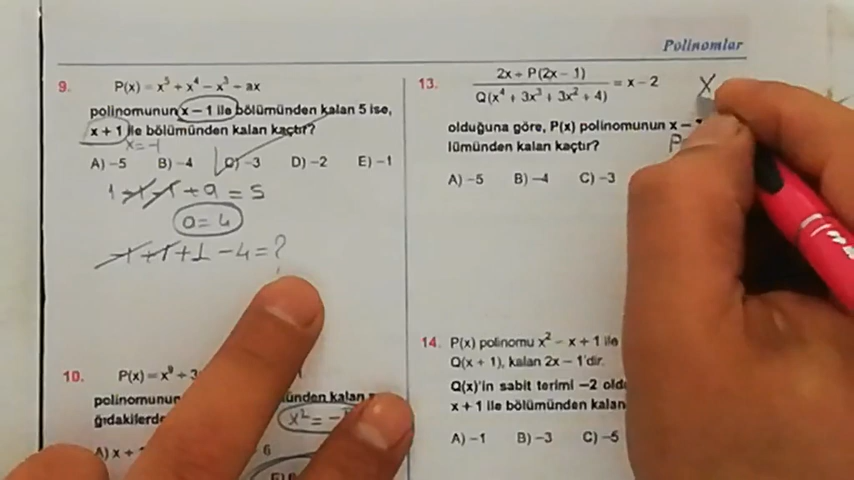 Polinomlar
9. P(x) = x⁵ + x⁴ − x³ + ax
polinomunun x − 1 ile bölümünden kalan 5 ise,
x + 1 ile bölümünden kalan kaçtır?
x = −1
A) −5 B) −4 C) −3 D) −2 E) −1
1 + 1 − 1 + a = 5
a = 4
−1 + 1 + 1 − 4 = ?
10. P(x) = x⁹ + 3
polinomunun
ünden kalan
x² = −
ğıdakilerde
A) x +
6
13. 2x + P(2x − 1)
Q(x⁴ + 3x³ + 3x² + 4)
= x − 2
X
olduğuna göre, P(x) polinomunun x −
P
lümünden kalan kaçtır?
A) −5 B) −4 C) −3
14. P(x) polinomu x² − x + 1 ile
Q(x + 1), kalan 2x − 1'dir.
Q(x)'in sabit terimi −2 old
x + 1 ile bölümünden kalan
A) −1 B) −3 C) −5